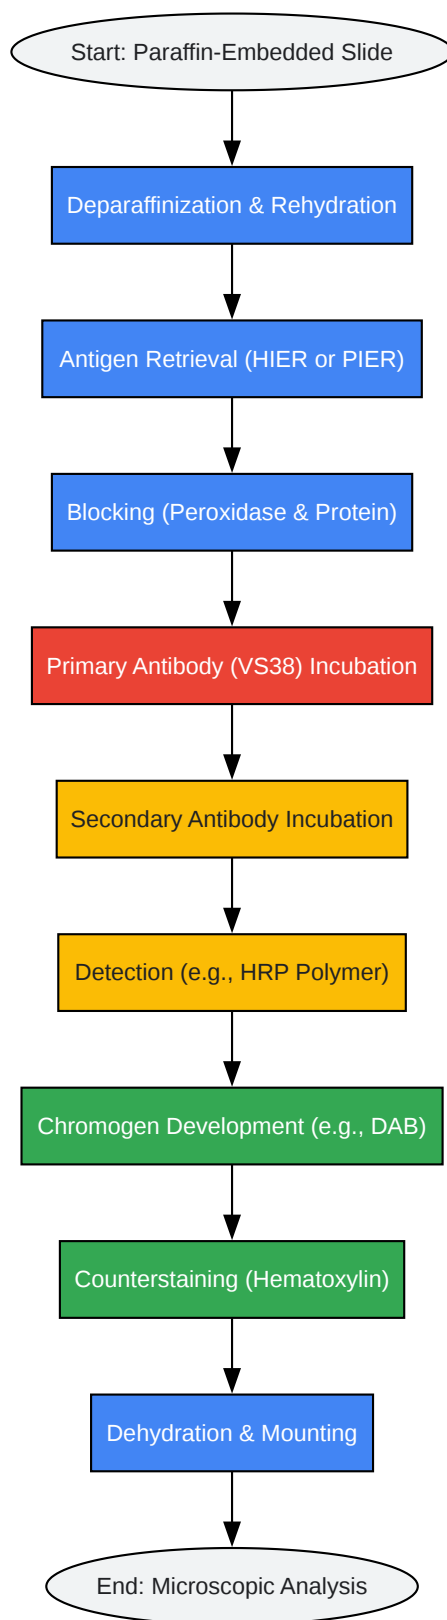 Start: Paraffin-Embedded Slide
Deparaffinization & Rehydration
Antigen Retrieval (HIER or PIER)
Blocking (Peroxidase & Protein)
Primary Antibody (VS38) Incubation
Secondary Antibody Incubation
Detection (e.g., HRP Polymer)
Chromogen Development (e.g., DAB)
Counterstaining (Hematoxylin)
Dehydration & Mounting
End: Microscopic Analysis